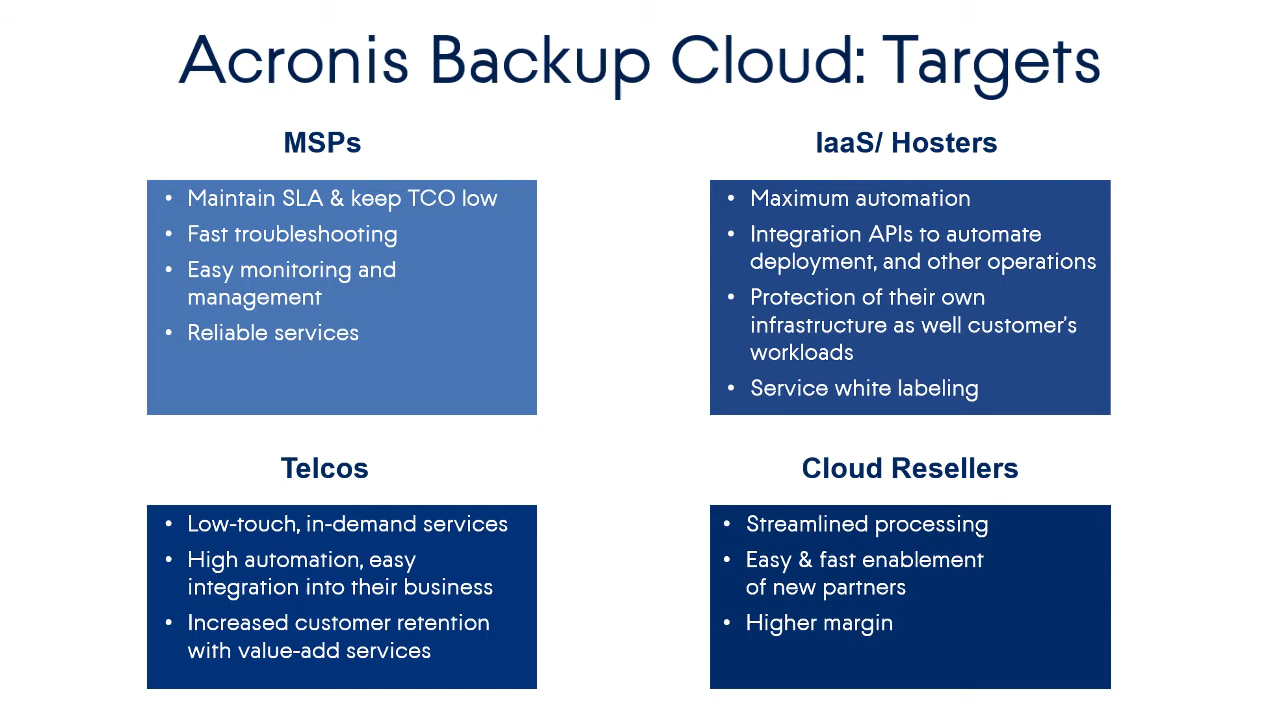 Acronis Backup Cloud: Targets
MSPs
• Maintain SLA & keep TCO low
• Fast troubleshooting
• Easy monitoring and
management
• Reliable services
IaaS/ Hosters
• Maximum automation
• Integration APIs to automate
deployment, and other operations
• Protection of their own
infrastructure as well customer's
workloads
• Service white labeling
Telcos
• Low-touch, in-demand services
• High automation, easy
integration into their business
• Increased customer retention
with value-add services
Cloud Resellers
• Streamlined processing
• Easy & fast enablement
of new partners
• Higher margin